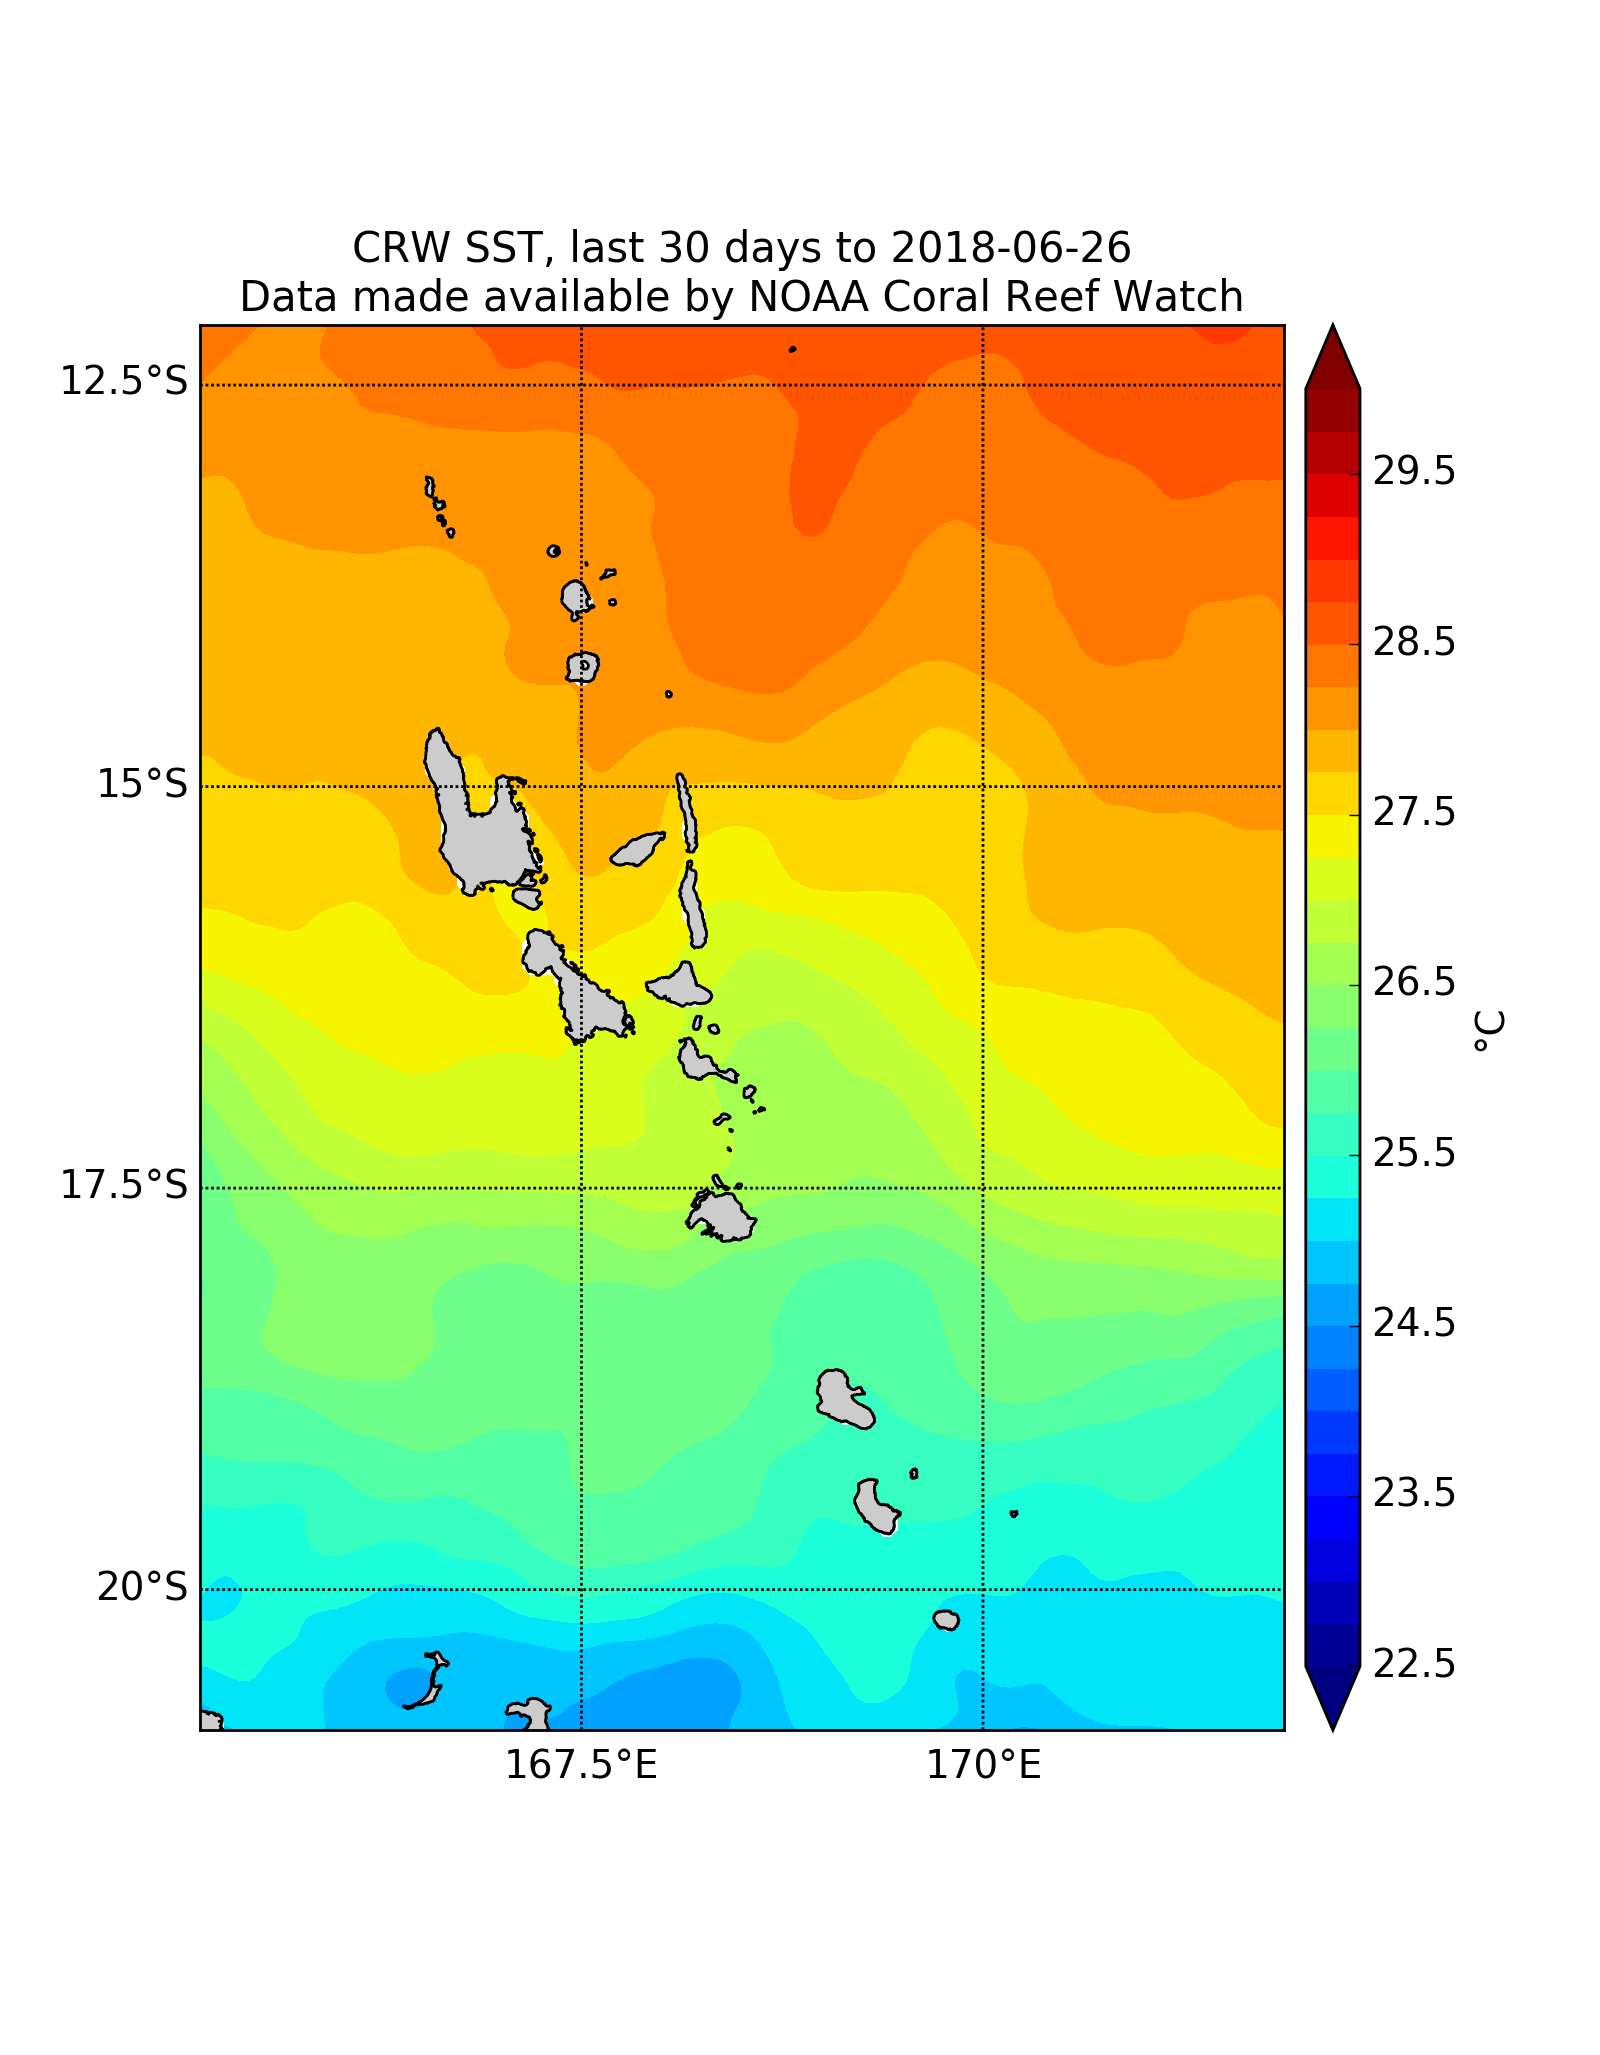 CRW SST, last 30 days to 2018-06-26
Data made available by NOAA Coral Reef Watch
12.5°S
15°S
17.5°S
20°S
167.5°E
170°E
29.5
28.5
27.5
26.5
25.5
24.5
23.5
22.5
°C